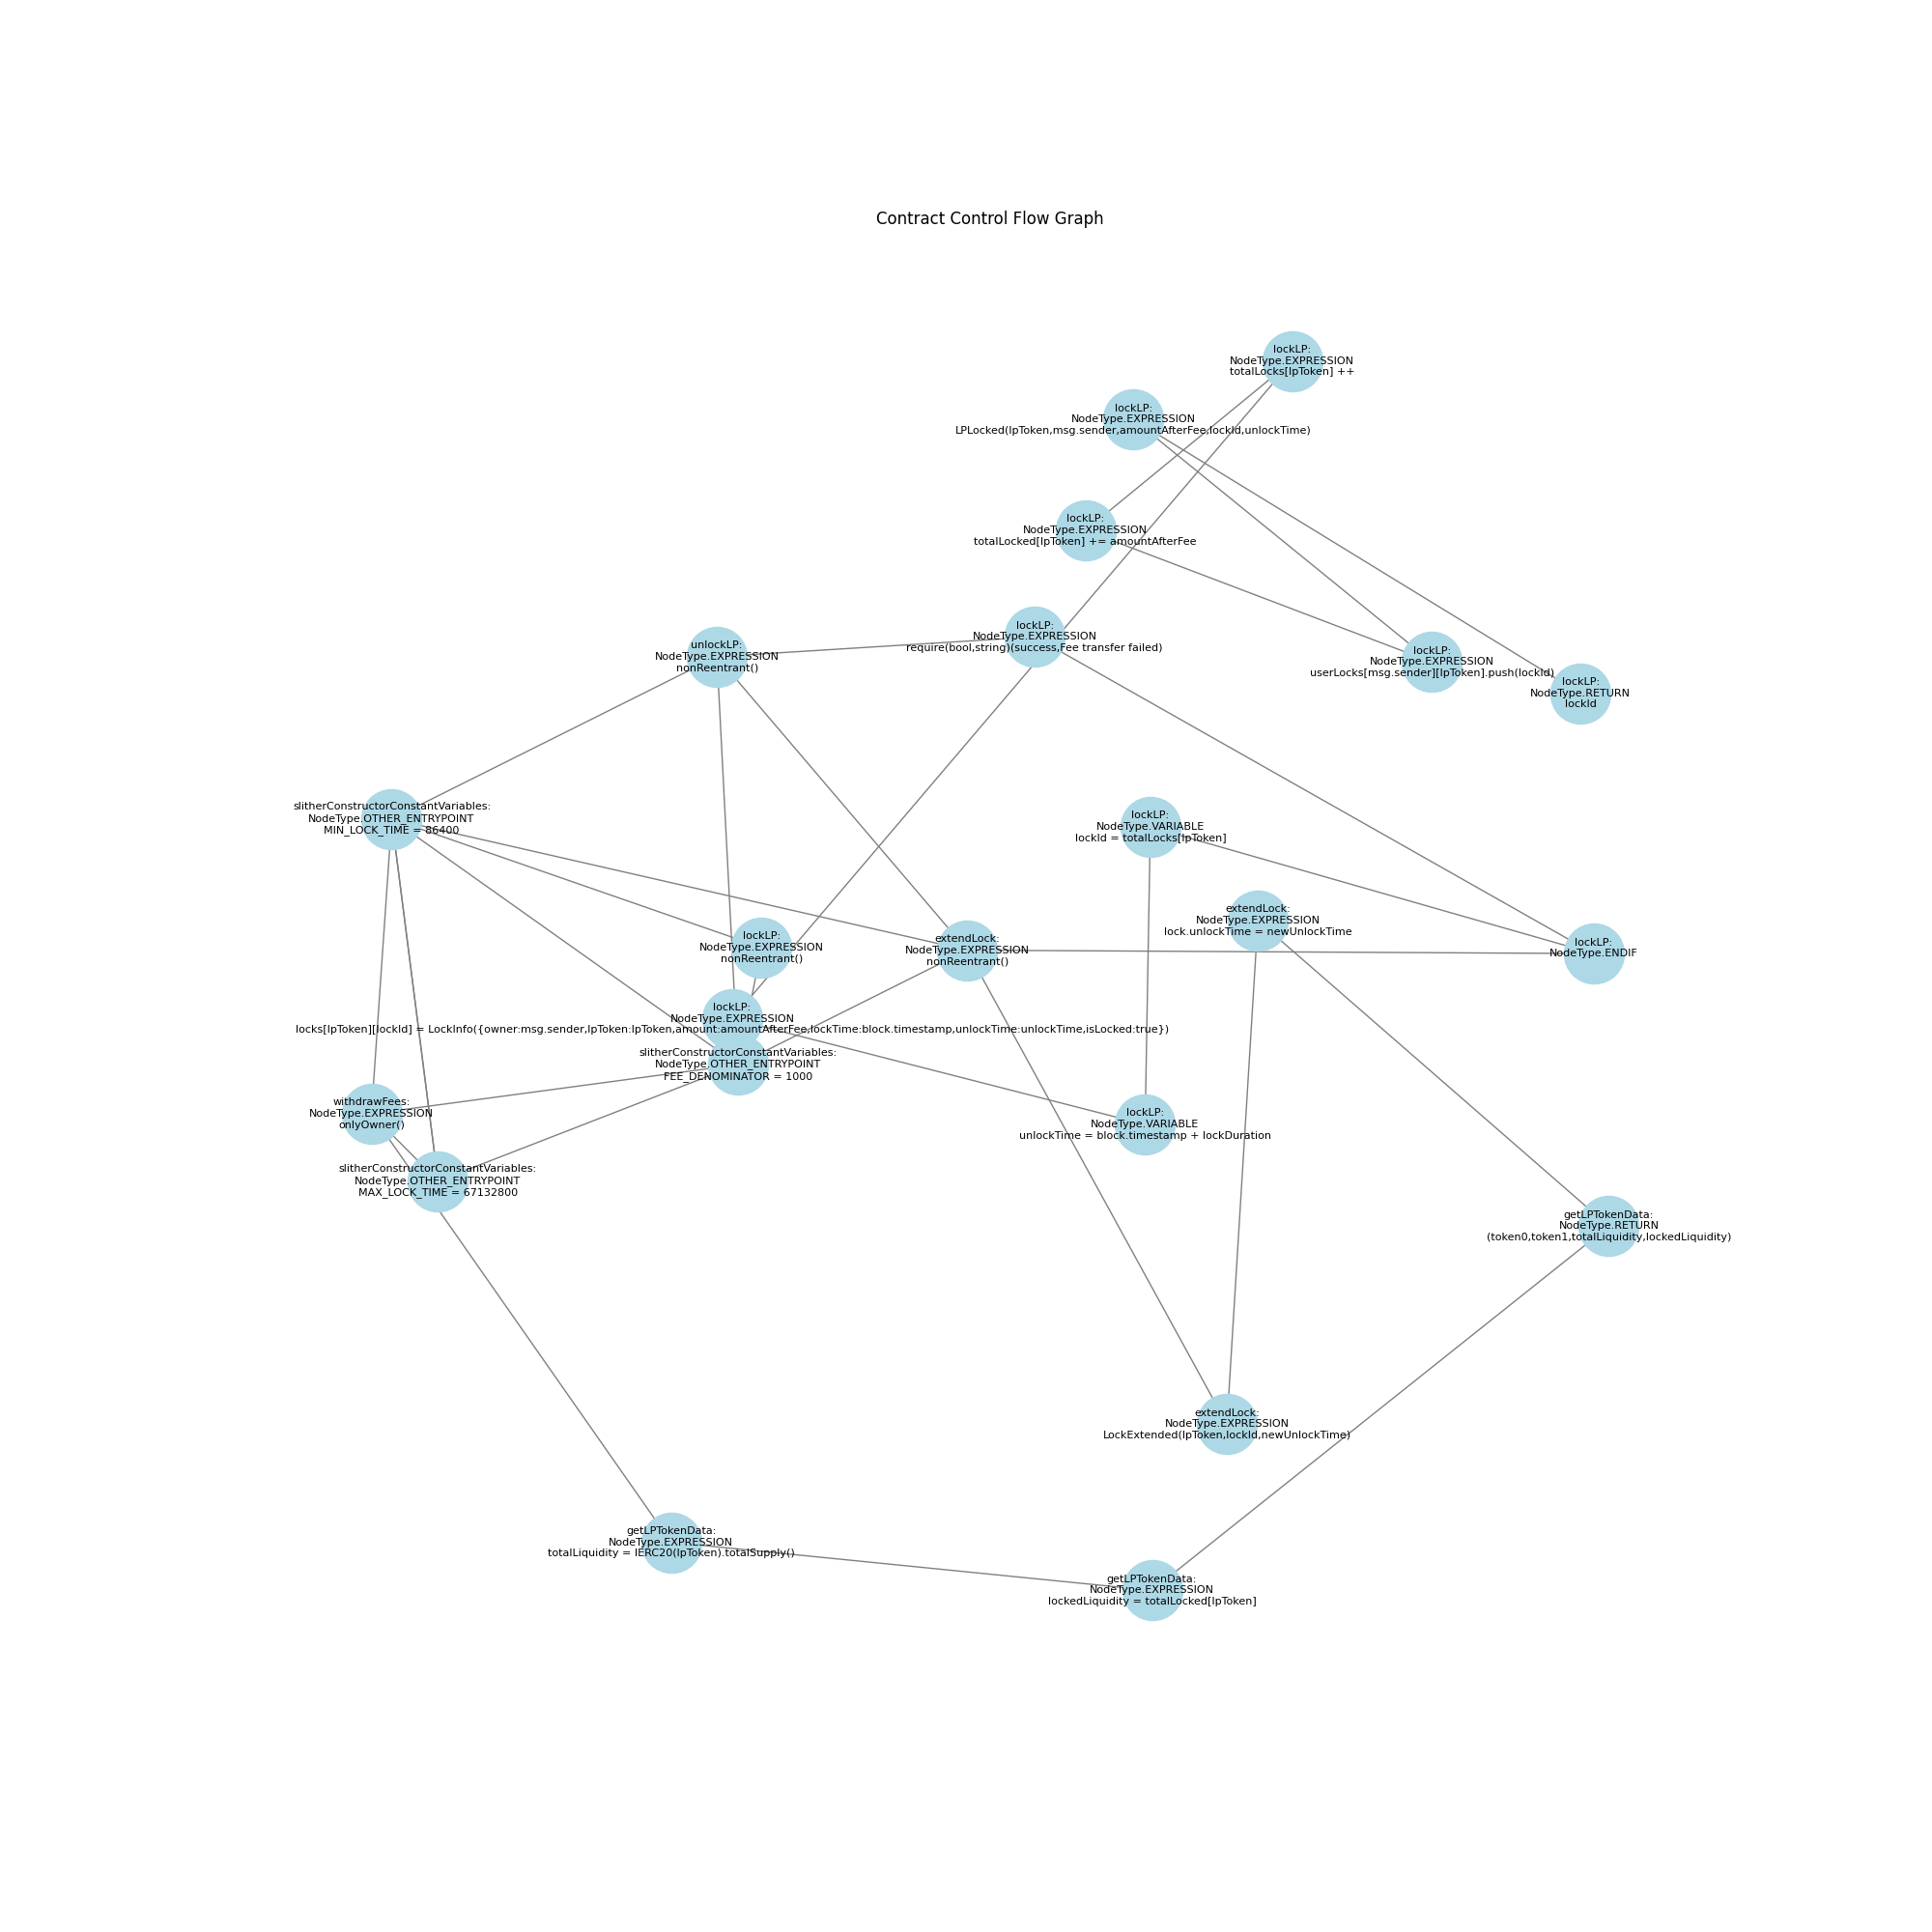 Contract Control Flow Graph
lockLP:
NodeType.EXPRESSION
totalLocks[lpToken] ++
lockLP:
NodeType.EXPRESSION
LPLocked(lpToken,msg.sender,amountAfterFee,lockId,unlockTime)
lockLP:
NodeType.EXPRESSION
totalLocked[lpToken] += amountAfterFee
lockLP:
NodeType.EXPRESSION
require(bool,string)(success,Fee transfer failed)
unlockLP:
NodeType.EXPRESSION
nonReentrant()
lockLP:
NodeType.EXPRESSION
userLocks[msg.sender][lpToken].push(lockId)
lockLP:
NodeType.RETURN
lockId
slitherConstructorConstantVariables:
NodeType.OTHER_ENTRYPOINT
MIN_LOCK_TIME = 86400
lockLP:
NodeType.VARIABLE
lockId = totalLocks[lpToken]
extendLock:
NodeType.EXPRESSION
lock.unlockTime = newUnlockTime
lockLP:
NodeType.EXPRESSION
nonReentrant()
extendLock:
NodeType.EXPRESSION
nonReentrant()
lockLP:
NodeType.ENDIF
lockLP:
NodeType.EXPRESSION
locks[lpToken][lockId] = LockInfo({owner:msg.sender,lpToken:lpToken,amount:amountAfterFee,lockTime:block.timestamp,unlockTime:unlockTime,isLocked:true})
slitherConstructorConstantVariables:
NodeType.OTHER_ENTRYPOINT
FEE_DENOMINATOR = 1000
withdrawFees:
NodeType.EXPRESSION
onlyOwner()
lockLP:
NodeType.VARIABLE
unlockTime = block.timestamp + lockDuration
slitherConstructorConstantVariables:
NodeType.OTHER_ENTRYPOINT
MAX_LOCK_TIME = 67132800
getLPTokenData:
NodeType.RETURN
(token0,token1,totalLiquidity,lockedLiquidity)
extendLock:
NodeType.EXPRESSION
LockExtended(lpToken,lockId,newUnlockTime)
getLPTokenData:
NodeType.EXPRESSION
totalLiquidity = IERC20(lpToken).totalSupply()
getLPTokenData:
NodeType.EXPRESSION
lockedLiquidity = totalLocked[lpToken]